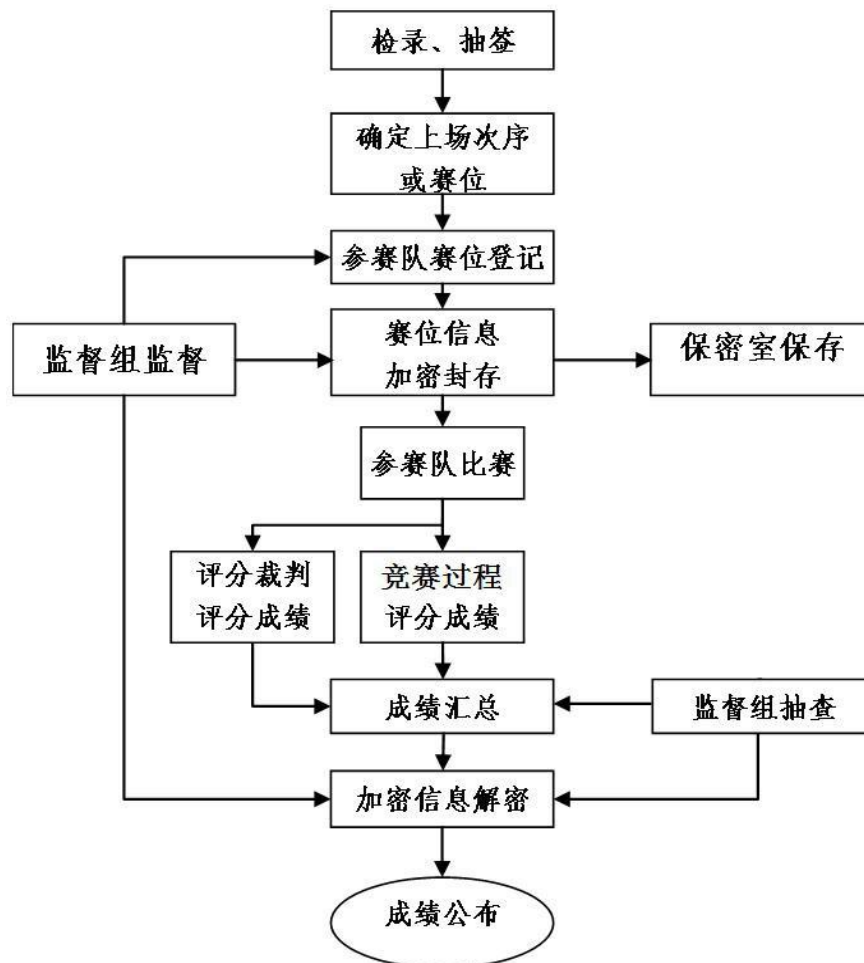 检录、抽签
确定上场次序
或赛位
参赛队赛位登记
监督组监督
赛位信息
加密封存
保密室保存
参赛队比赛
评分裁判
评分成绩
竞赛过程
评分成绩
成绩汇总
监督组抽查
加密信息解密
成绩公布